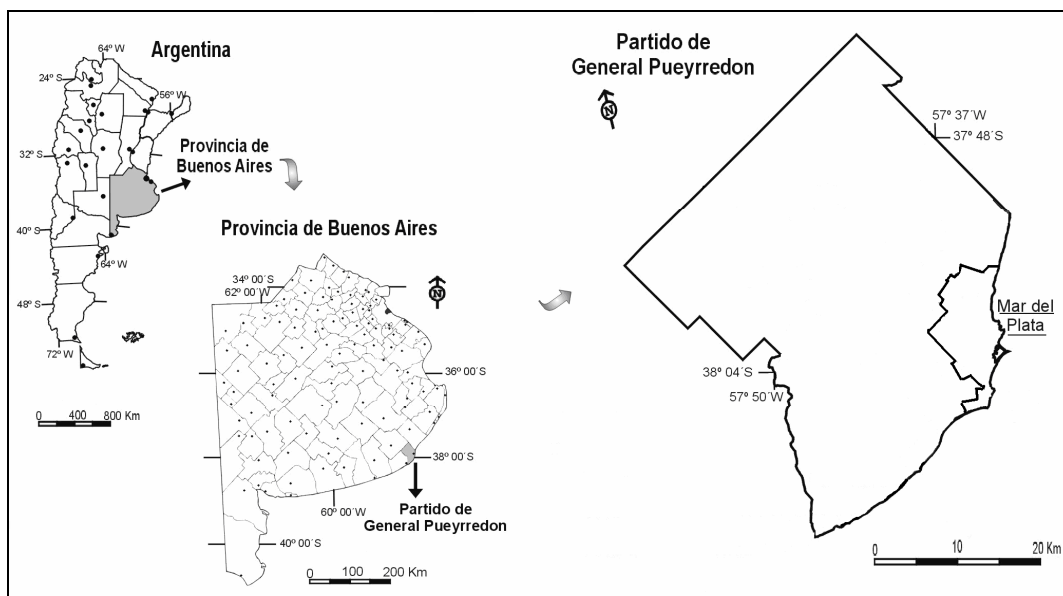 Argentina
64º W
24º S
56º W
32º S
Provincia de
Buenos Aires
40º S
64º W
48º S
72º W
0 400 800 Km
Provincia de Buenos Aires
34º 00´S
62º 00´W
N
36º 00´S
38º 00´S
60º 00´W
Partido de
General Pueyrredon
40º 00´S
0 100 200 Km
Partido de
General Pueyrredon
N
57º 37´W
37º 48´S
Mar del
Plata
38º 04´S
57º 50´W
0 10 20 Km